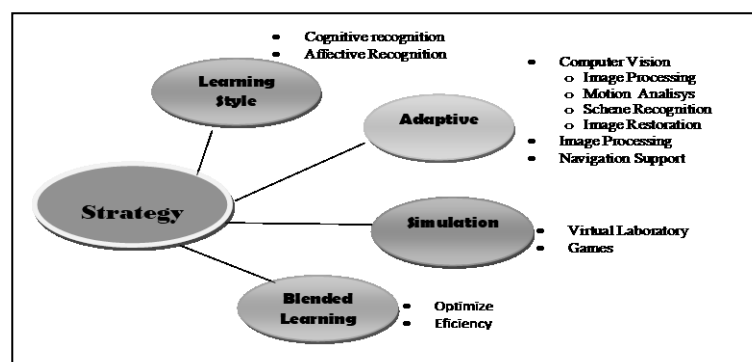 • Cognitive recognition
• Affective Recognition
Learning
Style
• Computer Vision
o Image Processing
o Motion Analisys
o Schene Recognition
o Image Restoration
• Image Processing
• Navigation Support
Adaptive
Strategy
Simulation
• Virtual Laboratory
• Games
Blended
Learning
• Optimize
• Eficiency